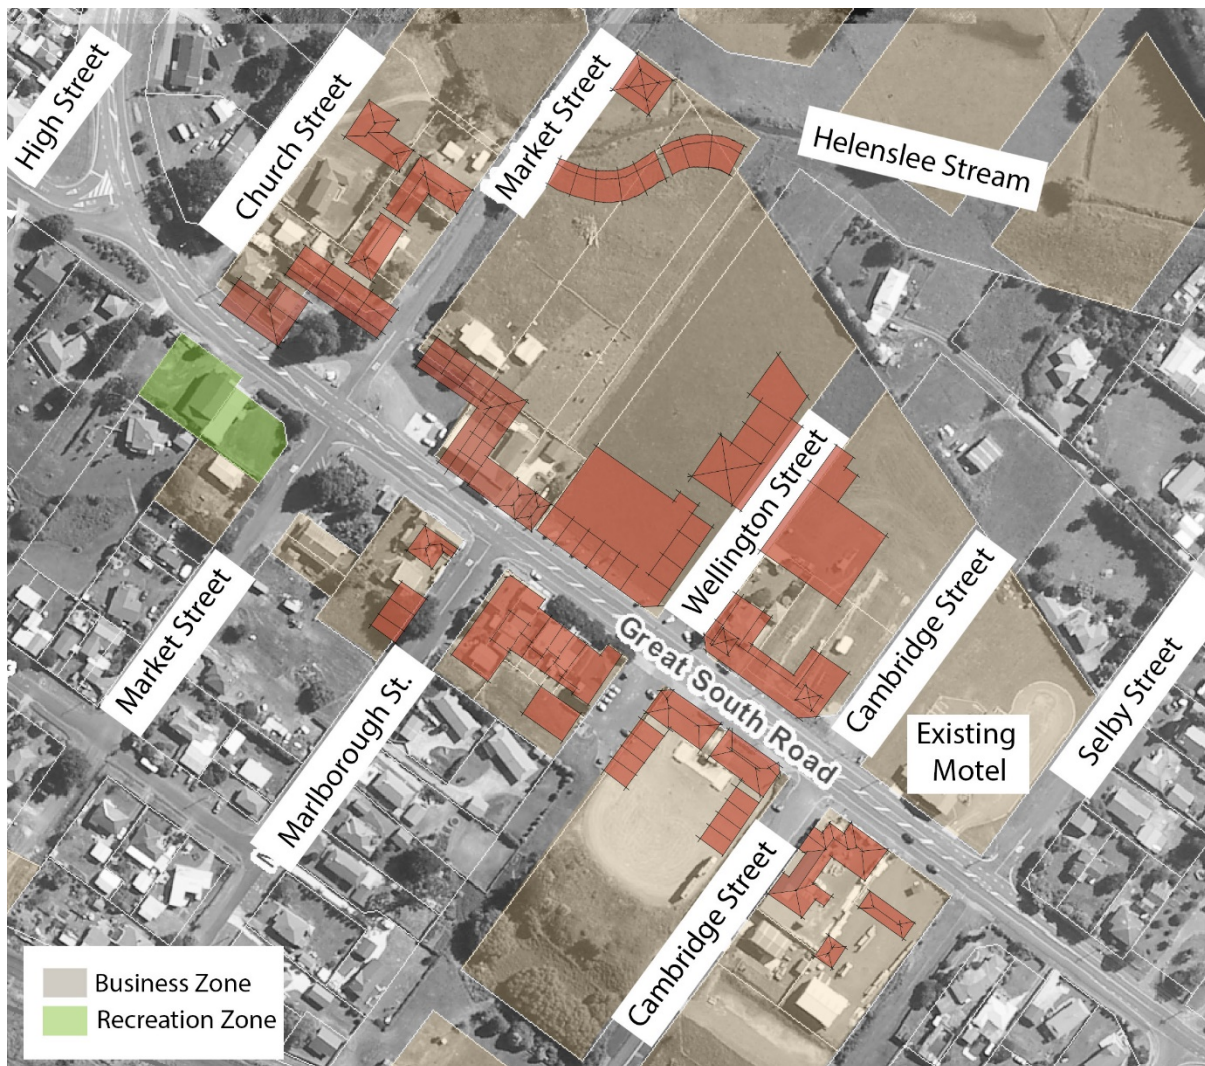 High Street
Church Street
Market Street
Helenslee Stream
Wellington Street
Great South Road
Cambridge Street
Selby Street
Existing
Motel
Market Street
Marlborough St.
Cambridge Street
Business Zone
Recreation Zone